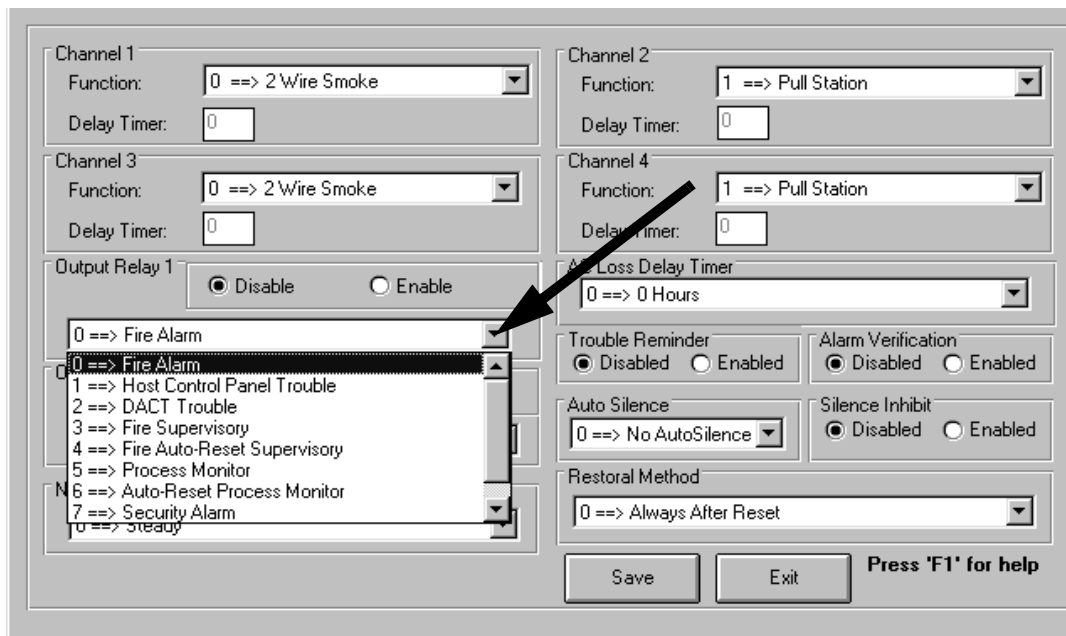 Channel 1
Function: 0 ==> 2 Wire Smoke
Delay Timer: 0
Channel 2
Function: 1 ==> Pull Station
Delay Timer: 0
Channel 3
Function: 0 ==> 2 Wire Smoke
Delay Timer: 0
Channel 4
Function: 1 ==> Pull Station
Delay Timer: 0
Output Relay 1
Disable Enable
0 ==> Fire Alarm
0 ==> Fire Alarm
1 ==> Host Control Panel Trouble
2 ==> DACT Trouble
3 ==> Fire Supervisory
4 ==> Fire Auto-Reset Supervisory
5 ==> Process Monitor
6 ==> Auto-Reset Process Monitor
7 ==> Security Alarm
0 ==> Steady
AC Loss Delay Timer
0 ==> 0 Hours
Trouble Reminder
Disabled Enabled
Alarm Verification
Disabled Enabled
Auto Silence
0 ==> No AutoSilence
Silence Inhibit
Disabled Enabled
Restoral Method
0 ==> Always After Reset
Save
Exit
Press 'F1' for help